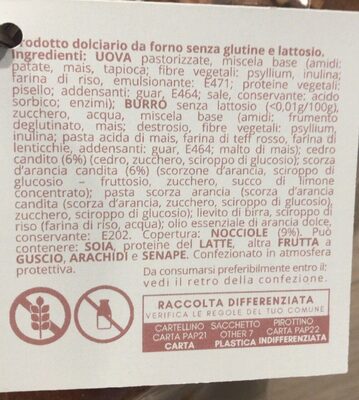 Prodotto dolciario da forno senza glutine e lattosio.
Ingredienti: UOVA pastorizzate, miscela base (amidi:
patate, mais, tapioca; fibre vegetali: psyllium, inulina;
farina di riso, emulsionante: E471; proteine vegetali:
pisello; addensanti: guar, E464; sale, conservante: acido
sorbico; enzimi); BURRO senza lattosio (<0,01g/100g),
zucchero, acqua, miscela base (amidi: frumento
deglutinato, mais; destrosio, fibre vegetali: psyllium,
inulina; pasta acida di mais, farina di teff rosso, farina di
lenticchie, addensanti: guar, E464; malto di mais); cedro
candito (6%) (cedro, zucchero, sciroppo di glucosio); scorza
d'arancia candita (6%) (scorzone d'arancia, sciroppo di
glucosio – fruttosio, zucchero, succo di limone
concentrato); pasta scorza arancia (scorza d'arancia
candita (scorza d'arancia, zucchero, sciroppo di glucosio),
zucchero, sciroppo di glucosio); lievito di birra, sciroppo di
riso (farina di riso, acqua); olio essenziale di arancia dolce,
conservante: E202. Copertura: NOCCIOLE (9%). Può
contenere: SOIA, proteine del LATTE, altra FRUTTA a
GUSCIO, ARACHIDI e SENAPE. Confezionato in atmosfera
protettiva.
Da consumarsi preferibilmente entro il:
vedi il retro della confezione.
RACCOLTA DIFFERENZIATA
VERIFICA LE REGOLE DEL TUO COMUNE
CARTELLINO SACCHETTO PIROTTINO
CARTA PAP21 OTHER 7 CARTA PAP22
CARTA PLASTICA INDIFFERENZIATA